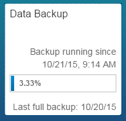 Data Backup
Backup running since
10/21/15, 9:14 AM
3.33%
Last full backup: 10/20/15